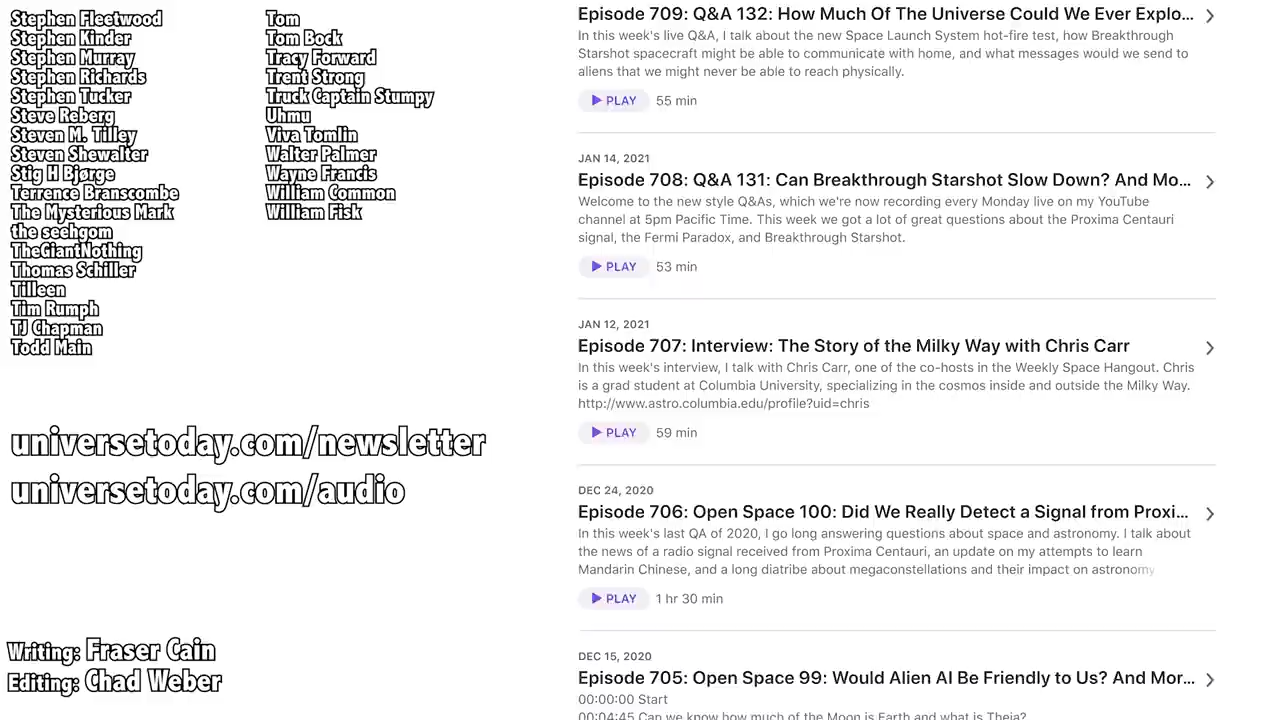 Stephen Fleetwood
Stephen Kinder
Stephen Murray
Stephen Richards
Stephen Tucker
Steve Reberg
Steven M. Tilley
Steven Shewalter
Stig H Bjørge
Terrence Branscombe
The Mysterious Mark
the seehgom
TheGiantNothing
Thomas Schiller
Tilleen
Tim Rumph
TJ Chapman
Todd Main
Tom
Tom Bock
Tracy Forward
Trent Strong
Truck Captain Stumpy
Uhmu
Viva Tomlin
Walter Palmer
Wayne Francis
William Common
William Fisk
universetoday.com/newsletter
universetoday.com/audio
Writing: Fraser Cain
Editing: Chad Weber
Episode 709: Q&A 132: How Much Of The Universe Could We Ever Explo...
In this week's live Q&A, I talk about the new Space Launch System hot-fire test, how Breakthrough
Starshot spacecraft might be able to communicate with home, and what messages would we send to
aliens that we might never be able to reach physically.
PLAY 55 min
JAN 14, 2021
Episode 708: Q&A 131: Can Breakthrough Starshot Slow Down? And Mo...
Welcome to the new style Q&As, which we're now recording every Monday live on my YouTube
channel at 5pm Pacific Time. This week we got a lot of great questions about the Proxima Centauri
signal, the Fermi Paradox, and Breakthrough Starshot.
PLAY 53 min
JAN 12, 2021
Episode 707: Interview: The Story of the Milky Way with Chris Carr
In this week's interview, I talk with Chris Carr, one of the co-hosts in the Weekly Space Hangout. Chris
is a grad student at Columbia University, specializing in the cosmos inside and outside the Milky Way.
http://www.astro.columbia.edu/profile?uid=chris
PLAY 59 min
DEC 24, 2020
Episode 706: Open Space 100: Did We Really Detect a Signal from Proxi...
In this week's last QA of 2020, I go long answering questions about space and astronomy. I talk about
the news of a radio signal received from Proxima Centauri, an update on my attempts to learn
Mandarin Chinese, and a long diatribe about megaconstellations and their impact on astronomy
PLAY 1 hr 30 min
DEC 15, 2020
Episode 705: Open Space 99: Would Alien AI Be Friendly to Us? And Mor...
00:00:00 Start
00:04:45 Can we know how much of the Moon is Earth and what is Theia?